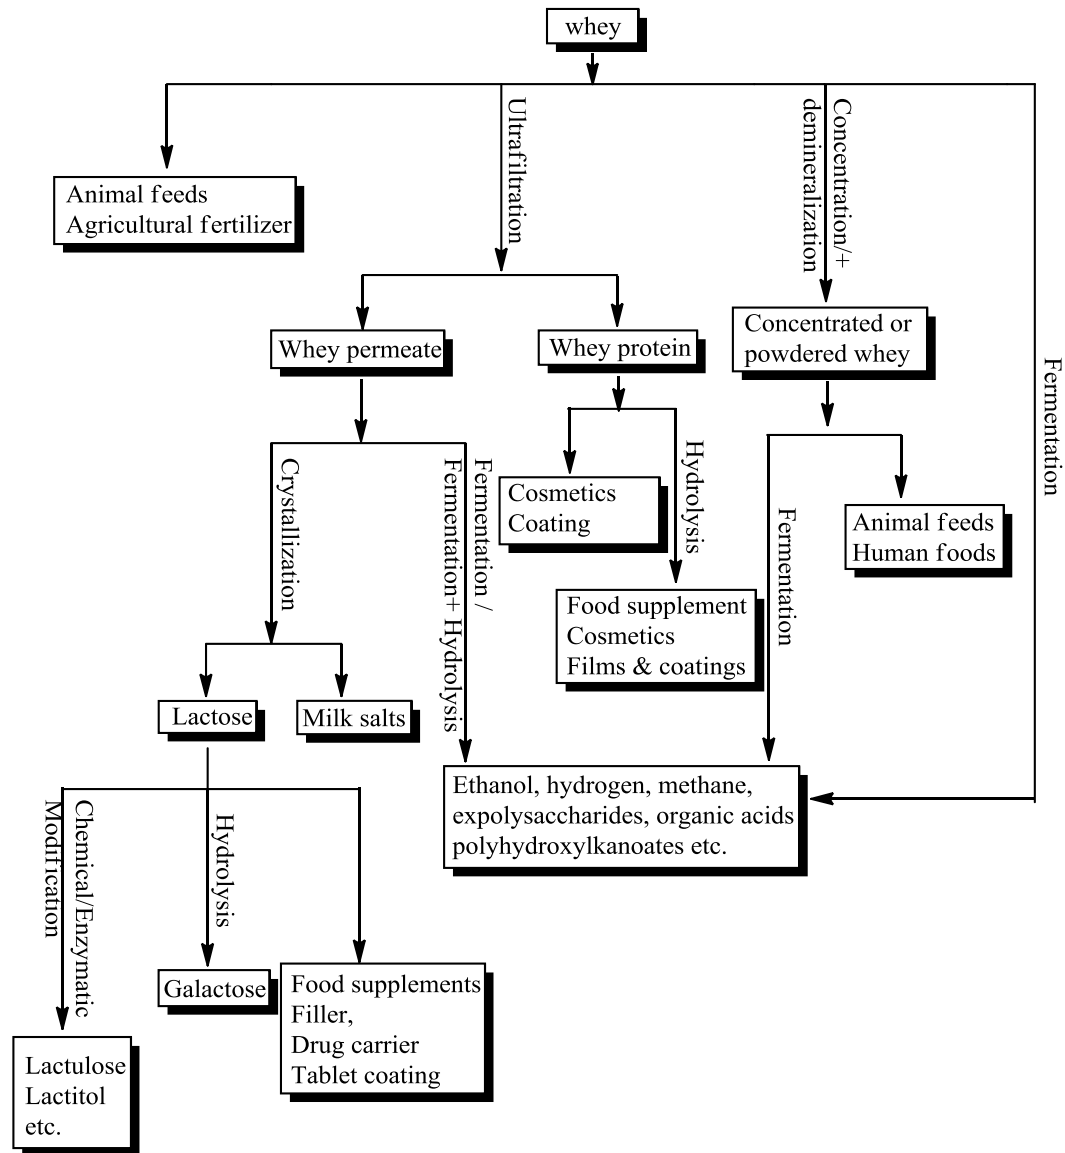 whey
Ultrafiltration
Concentration/+
demineralization
Animal feeds
Agricultural fertilizer
Whey permeate
Whey protein
Concentrated or
powdered whey
Fermentation
Crystallization
Fermentation /
Fermentation+ Hydrolysis
Cosmetics
Coating
Hydrolysis
Fermentation
Animal feeds
Human foods
Food supplement
Cosmetics
Films & coatings
Lactose
Milk salts
Ethanol, hydrogen, methane,
expolysaccharides, organic acids
polyhydroxylkanoates etc.
Chemical/Enzymatic
Modification
Hydrolysis
Galactose
Food supplements
Filler,
Drug carrier
Tablet coating
Lactulose
Lactitol
etc.